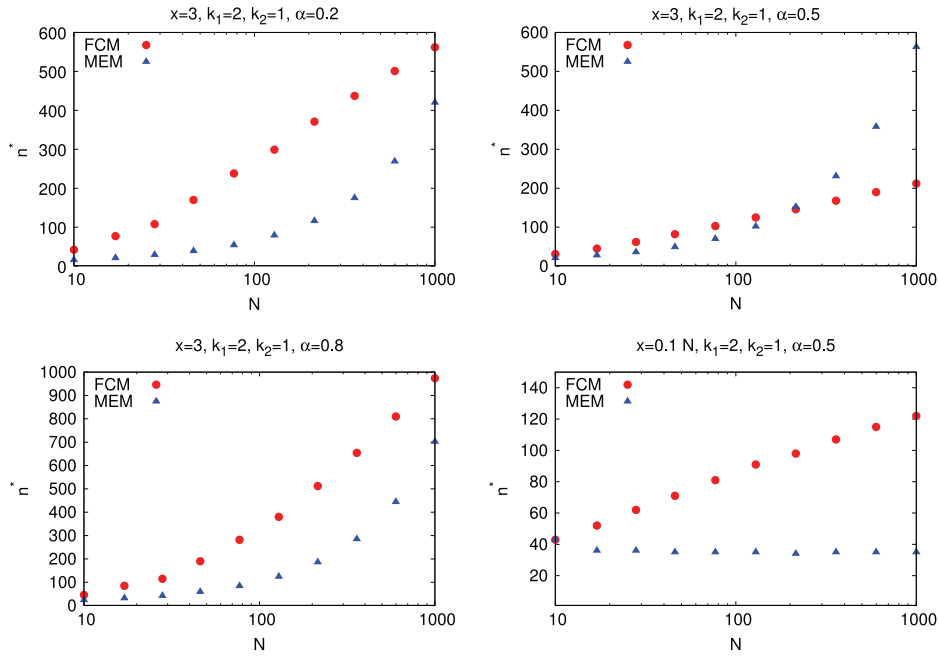 x=3, k₁=2, k₂=1, α=0.2
600
500
400
300
200
100
0
n*
FCM
MEM
10 100 1000
N
x=3, k₁=2, k₂=1, α=0.5
600
500
400
300
200
100
0
n*
FCM
MEM
10 100 1000
N
x=3, k₁=2, k₂=1, α=0.8
1000
900
800
700
600
500
400
300
200
100
0
n*
FCM
MEM
10 100 1000
N
x=0.1 N, k₁=2, k₂=1, α=0.5
140
120
100
80
60
40
20
n*
FCM
MEM
10 100 1000
N